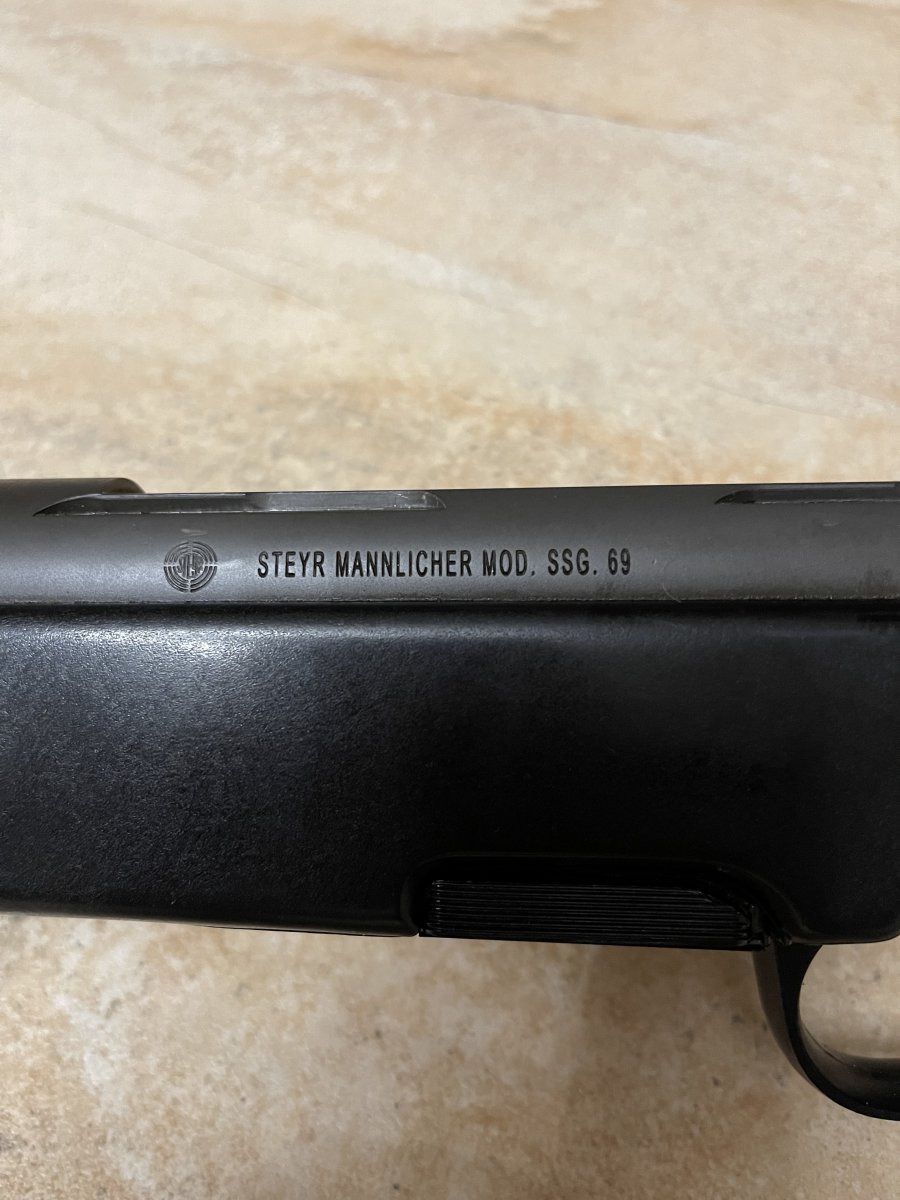 STEYR MANNLICHER MOD. SSG. 69